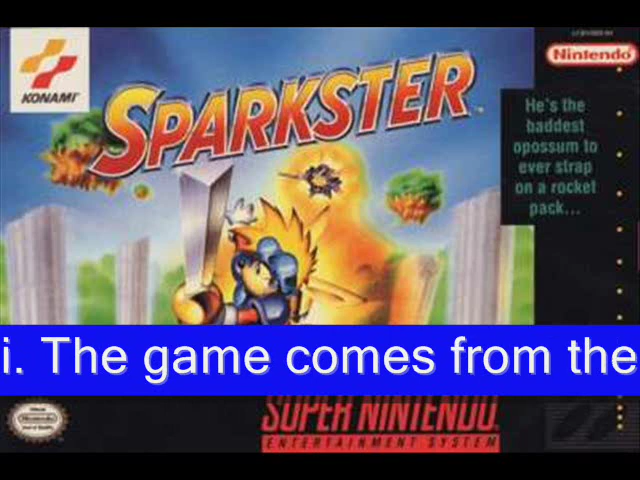 KONAMI
Nintendo
SPARKSTER
He's the
baddest
opossum to
ever strap
on a rocket
pack...
i. The game comes from the
Nintendo
SUPER NINTENDO
ENTERTAINMENT SYSTEM